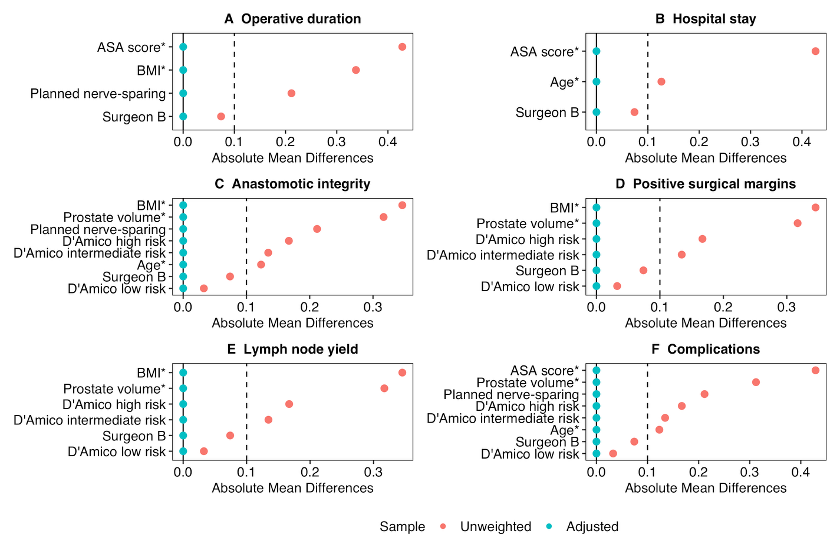 A Operative duration
ASA score*
BMI*
Planned nerve-sparing
Surgeon B
0.0 0.1 0.2 0.3 0.4
Absolute Mean Differences
B Hospital stay
ASA score*
Age*
Surgeon B
0.0 0.1 0.2 0.3 0.4
Absolute Mean Differences
C Anastomotic integrity
BMI*
Prostate volume*
Planned nerve-sparing
D'Amico high risk
D'Amico intermediate risk
Age*
Surgeon B
D'Amico low risk
0.0 0.1 0.2 0.3
Absolute Mean Differences
D Positive surgical margins
BMI*
Prostate volume*
D'Amico high risk
D'Amico intermediate risk
Surgeon B
D'Amico low risk
0.0 0.1 0.2 0.3
Absolute Mean Differences
E Lymph node yield
BMI*
Prostate volume*
D'Amico high risk
D'Amico intermediate risk
Surgeon B
D'Amico low risk
0.0 0.1 0.2 0.3
Absolute Mean Differences
F Complications
ASA score*
Prostate volume*
Planned nerve-sparing
D'Amico high risk
D'Amico intermediate risk
Age*
Surgeon B
D'Amico low risk
0.0 0.1 0.2 0.3 0.4
Absolute Mean Differences
Sample Unweighted Adjusted